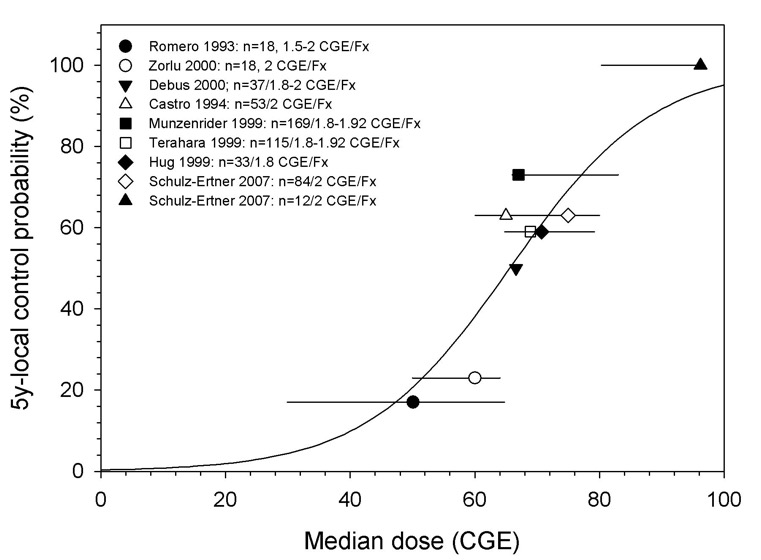 Romero 1993: n=18, 1.5-2 CGE/Fx
Zorlu 2000: n=18, 2 CGE/Fx
Debus 2000; n=37/1.8-2 CGE/Fx
Castro 1994: n=53/2 CGE/Fx
Munzenrider 1999: n=169/1.8-1.92 CGE/Fx
Terahara 1999: n=115/1.8-1.92 CGE/Fx
Hug 1999: n=33/1.8 CGE/Fx
Schulz-Ertner 2007: n=84/2 CGE/Fx
Schulz-Ertner 2007: n=12/2 CGE/Fx
5y-local control probability (%)
100
80
60
40
20
0
0 20 40 60 80 100
Median dose (CGE)